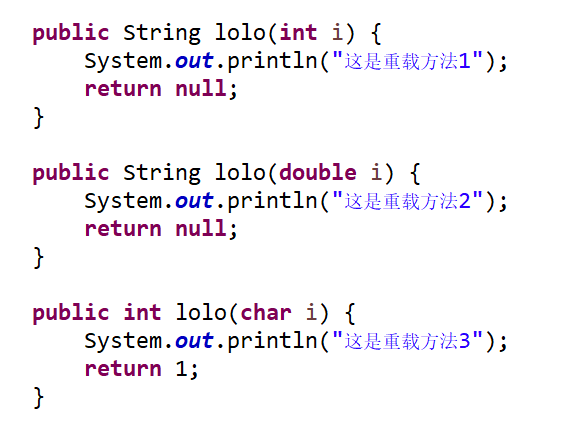 public String lolo(int i) {
System.out.println("这是重载方法1");
return null;
}
public String lolo(double i) {
System.out.println("这是重载方法2");
return null;
}
public int lolo(char i) {
System.out.println("这是重载方法3");
return 1;
}